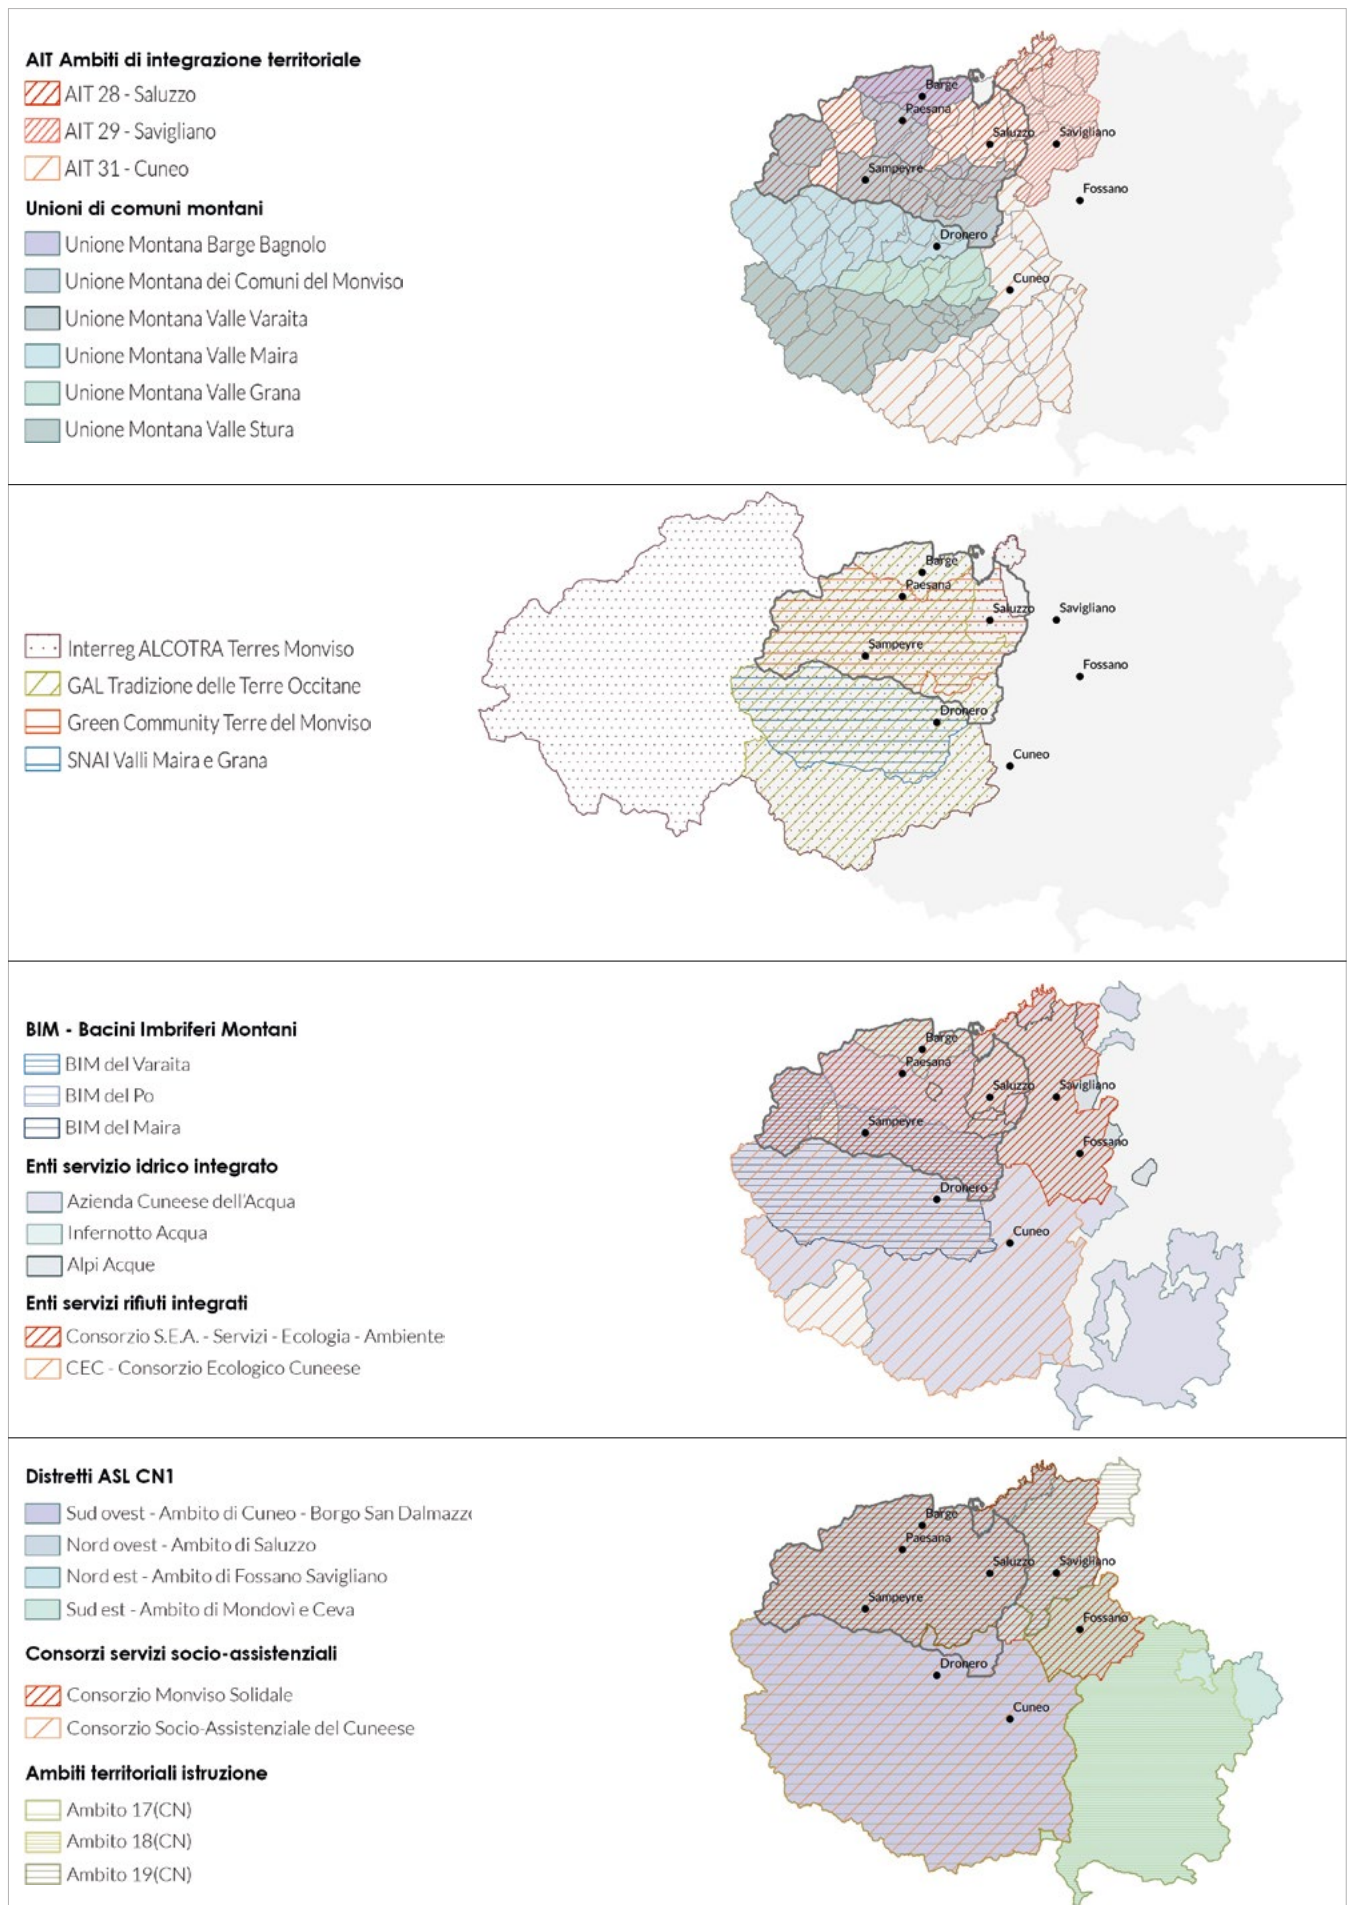 AIT Ambiti di integrazione territoriale
AIT 28 - Saluzzo
AIT 29 - Savigliano
AIT 31 - Cuneo
Unioni di comuni montani
Unione Montana Barge Bagnolo
Unione Montana dei Comuni del Monviso
Unione Montana Valle Varaita
Unione Montana Valle Maira
Unione Montana Valle Grana
Unione Montana Valle Stura
Barge
Paesana
Saluzzo
Savigliano
Sampeyre
Fossano
Dronero
Cuneo
Interreg ALCOTRA Terres Monviso
GAL Tradizione delle Terre Occitane
Green Community Terre del Monviso
SNAI Valli Maira e Grana
Barge
Paesana
Saluzzo
Savigliano
Sampeyre
Fossano
Dronero
Cuneo
BIM - Bacini Imbriferi Montani
BIM del Varaita
BIM del Po
BIM del Maira
Enti servizio idrico integrato
Azienda Cuneese dell'Acqua
Infernotto Acqua
Alpi Acque
Enti servizi rifiuti integrati
Consorzio S.E.A. - Servizi - Ecologia - Ambiente
CEC - Consorzio Ecologico Cuneese
Barge
Paesana
Saluzzo
Savigliano
Sampeyre
Fossano
Dronero
Cuneo
Distretti ASL CN1
Sud ovest - Ambito di Cuneo - Borgo San Dalmazzo
Nord ovest - Ambito di Saluzzo
Nord est - Ambito di Fossano Savigliano
Sud est - Ambito di Mondovì e Ceva
Consorzi servizi socio-assistenziali
Consorzio Monviso Solidale
Consorzio Socio-Assistenziale del Cuneese
Ambiti territoriali istruzione
Ambito 17(CN)
Ambito 18(CN)
Ambito 19(CN)
Barge
Paesana
Saluzzo
Savigliano
Sampeyre
Fossano
Dronero
Cuneo